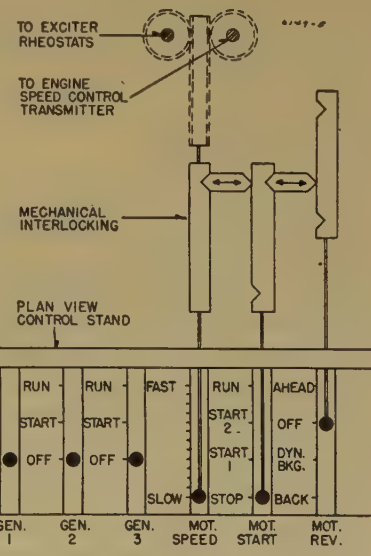 TO EXCITER
RHEOSTATS
TO ENGINE
SPEED CONTROL
TRANSMITTER
MECHANICAL
INTERLOCKING
PLAN VIEW
CONTROL STAND
RUN RUN FAST RUN AHEAD
START START START 2 OFF
OFF OFF START 1 DYN. BKG.
SLOW STOP BACK
GEN. 1 GEN. 2 GEN. 3 MOT. SPEED MOT. START MOT. REV.